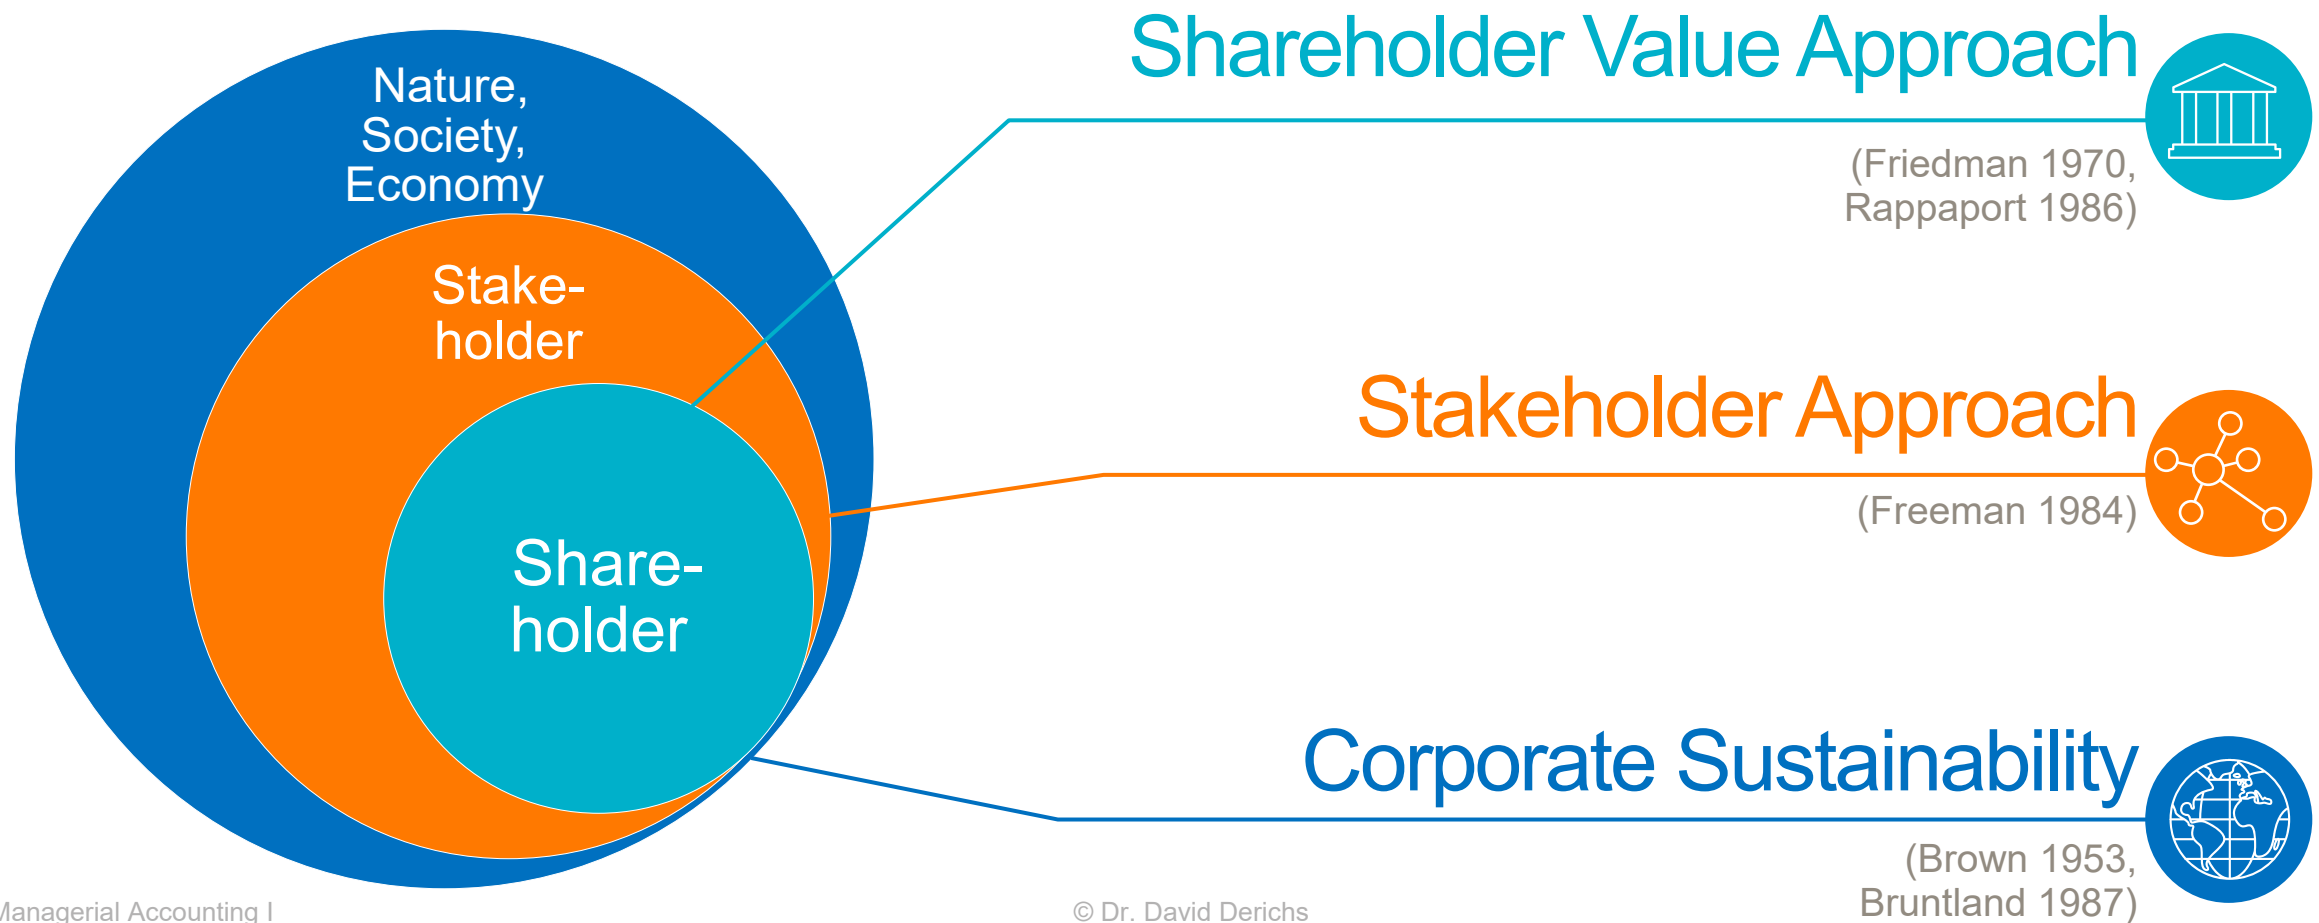 Nature,
Society,
Economy
Stake-
holder
Share-
holder
Shareholder Value Approach
(Friedman 1970,
Rappaport 1986)
Stakeholder Approach
(Freeman 1984)
Corporate Sustainability
(Brown 1953,
Bruntland 1987)
Managerial Accounting I
© Dr. David Derichs